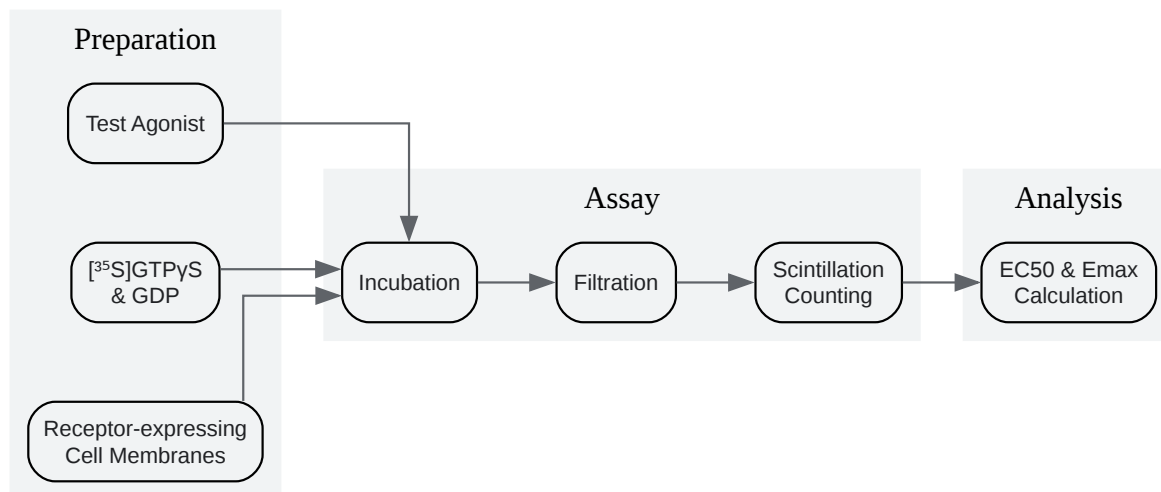 Preparation
Test Agonist
[³⁵S]GTPγS
& GDP
Receptor-expressing
Cell Membranes
Assay
Incubation
Filtration
Scintillation
Counting
Analysis
EC50 & Emax
Calculation